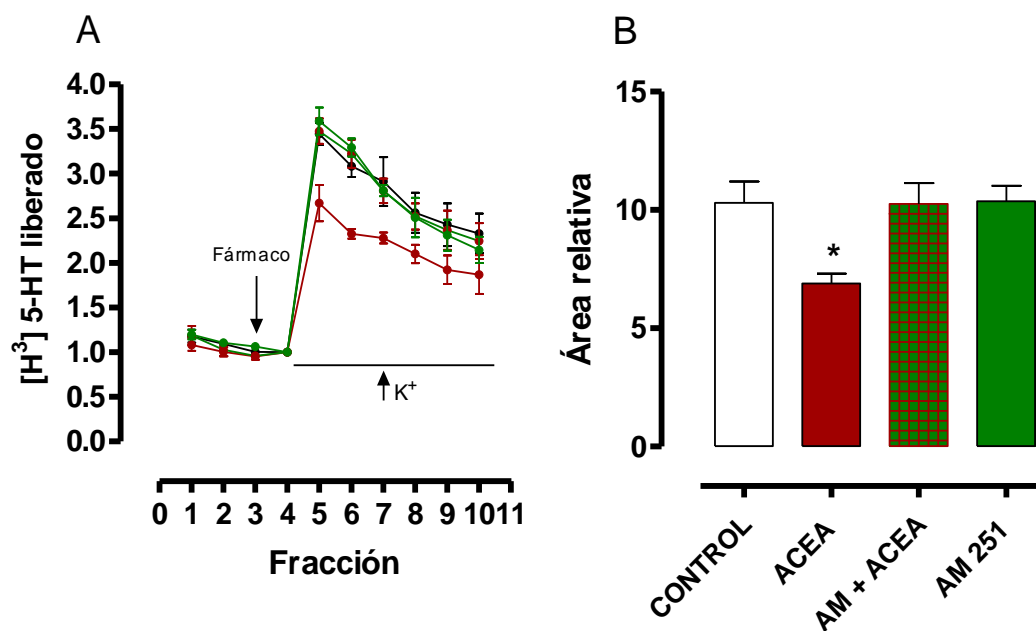 A
[H³] 5-HT liberado
4.0
3.5
3.0
2.5
2.0
1.5
1.0
0.5
0.0
Fármaco
K⁺
0 1 2 3 4 5 6 7 8 9 10 11
Fracción
B
Área relativa
15
10
5
0
*
CONTROL
ACEA
AM + ACEA
AM 251